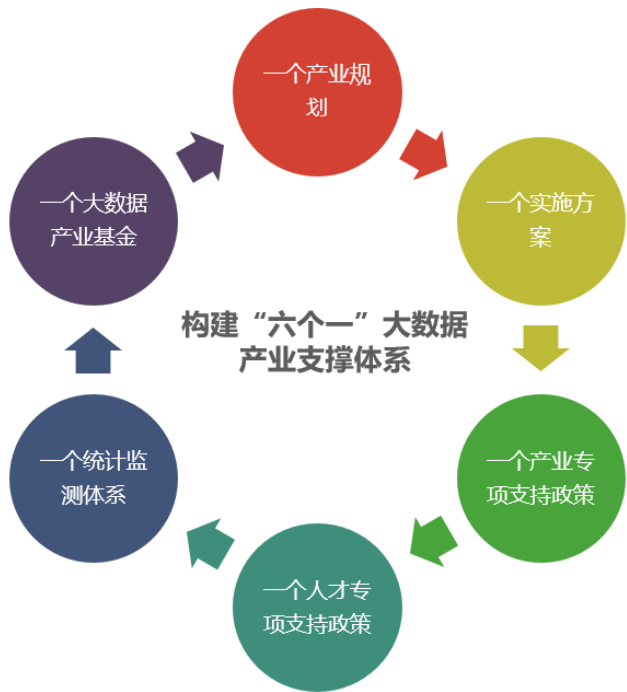 一个产业规
划
一个实施方
案
一个产业专
项支持政策
一个人才专
项支持政策
一个统计监
测体系
一个大数据
产业基金
构建“六个一”大数据
产业支撑体系